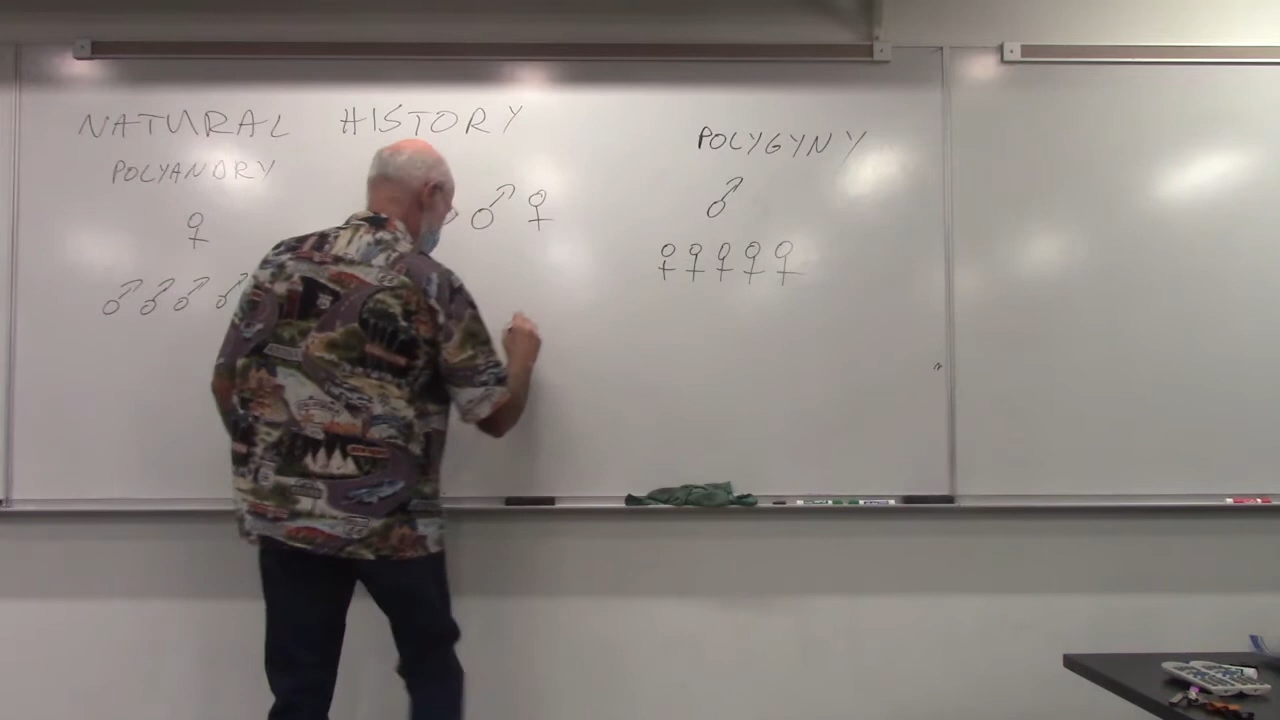 NATURAL HISTORY
POLYANDRY
POLYGYNY
♀
♂ ♂ ♂ ♂
♂ ♀
♂
♀ ♀ ♀ ♀ ♀